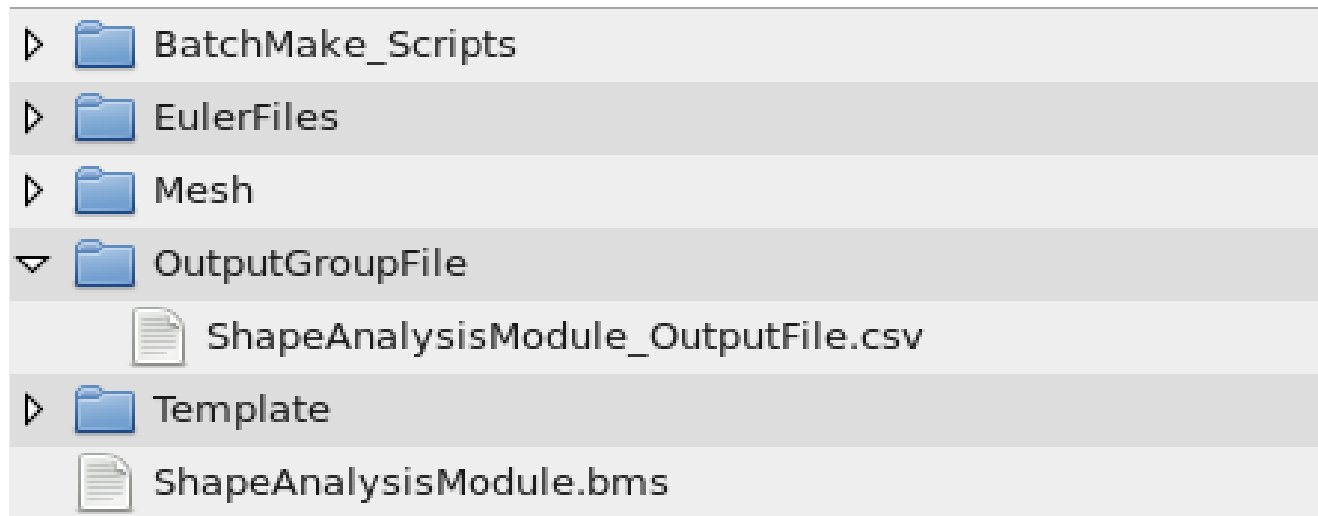 BatchMake_Scripts
EulerFiles
Mesh
OutputGroupFile
ShapeAnalysisModule_OutputFile.csv
Template
ShapeAnalysisModule.bms